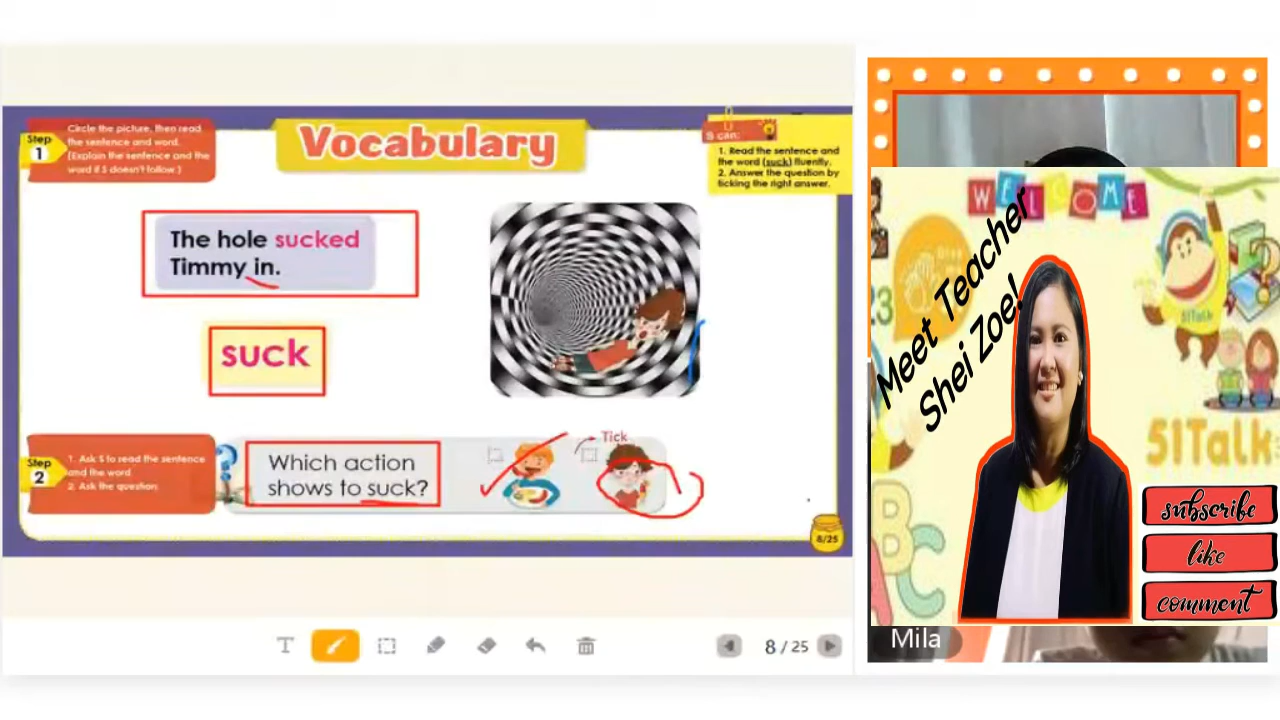 Step
1
Circle the picture, then read
the sentence and word.
(Explain the sentence and the
word if S doesn't follow.)
Vocabulary
S can:
1. Read the sentence and
the word (suck) fluently.
2. Answer the question by
ticking the right answer.
The hole sucked
Timmy in.
suck
Step
2
1. Ask S to read the sentence
and the word
2. Ask the question
Which action
shows to suck?
Tick
8/25
T
8 / 25
WELCOME
Meet Teacher
Shei Zoe!
23
51Talk
51Talk
ABC
subscribe
like
comment
Mila